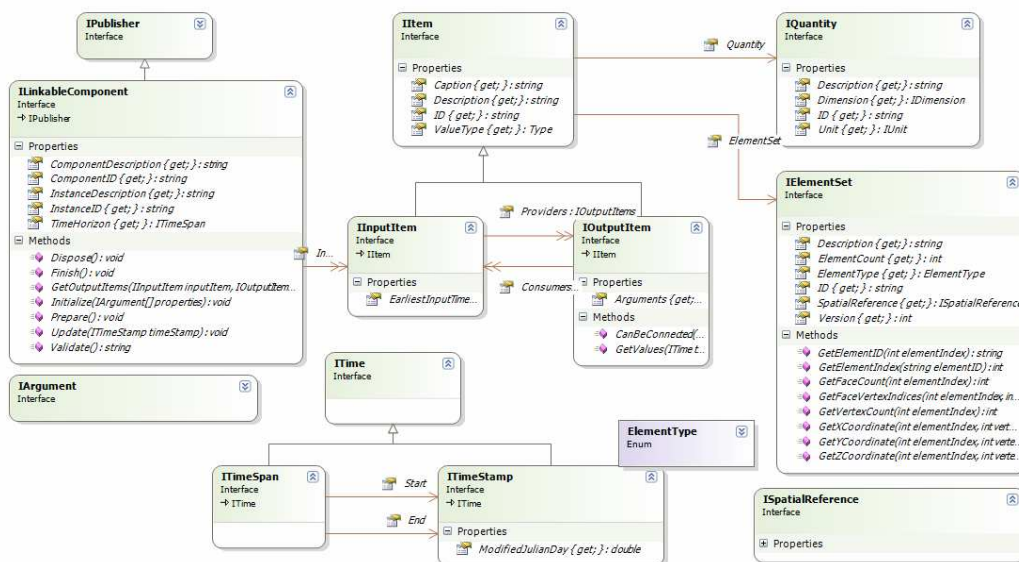 IPublisher
Interface
ILinkableComponent
Interface
IPublisher
Properties
ComponentDescription { get; } : string
ComponentID { get; } : string
InstanceDescription { get; } : string
InstanceID { get; } : string
TimeHorizon { get; } : ITimeSpan
Methods
Dispose() : void
Finish() : void
GetOutputItems(IInputItem inputItem, IOutputItem...
Initialize(IArgument[] properties) : void
Prepare() : void
Update(ITimeStamp timeStamp) : void
Validate() : string
IArgument
Interface
IItem
Interface
Properties
Caption { get; } : string
Description { get; } : string
ID { get; } : string
ValueType { get; } : Type
Quantity
ElementSet
In...
IInputItem
Interface
IItem
Properties
EarliestInputTime...
Providers : IOutputItems
Consumers...
IOutputItem
Interface
IItem
Properties
Arguments { get;...
Methods
CanBeConnected(...
GetValues(ITime t...
ITime
Interface
ITimeSpan
Interface
ITime
Start
End
ITimeStamp
Interface
ITime
Properties
ModifiedJulianDay { get; } : double
ElementType
Enum
IQuantity
Interface
Properties
Description { get; } : string
Dimension { get; } : IDimension
ID { get; } : string
Unit { get; } : IUnit
IElementSet
Interface
Properties
Description { get; } : string
ElementCount { get; } : int
ElementType { get; } : ElementType
ID { get; } : string
SpatialReference { get; } : ISpatialReference
Version { get; } : int
Methods
GetElementID(int elementIndex) : string
GetElementIndex(string elementID) : int
GetFaceCount(int elementIndex) : int
GetFaceVertexIndices(int elementIndex, in...
GetVertexCount(int elementIndex) : int
GetXCoordinate(int elementIndex, int vert...
GetYCoordinate(int elementIndex, int verte...
GetZCoordinate(int elementIndex, int verte...
ISpatialReference
Interface
Properties